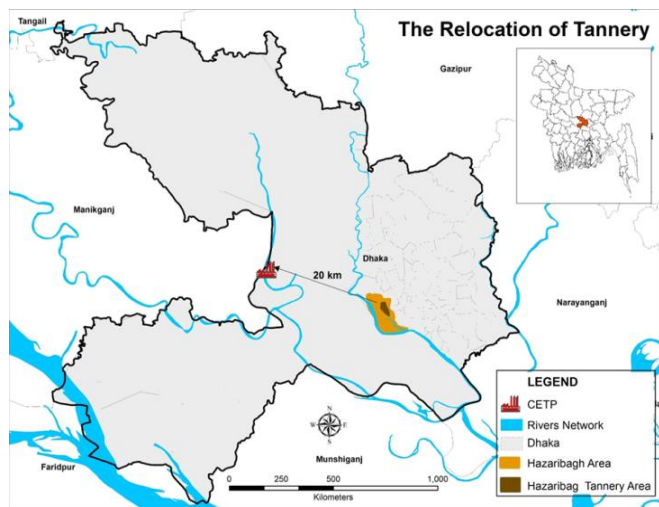 The Relocation of Tannery
Tangail
Gazipur
Manikganj
Dhaka
20 km
Narayanganj
Faridpur
Munshiganj
N
W E
S
0 250 500 1,000
Kilometers
LEGEND
CETP
Rivers Network
Dhaka
Hazaribagh Area
Hazaribag Tannery Area